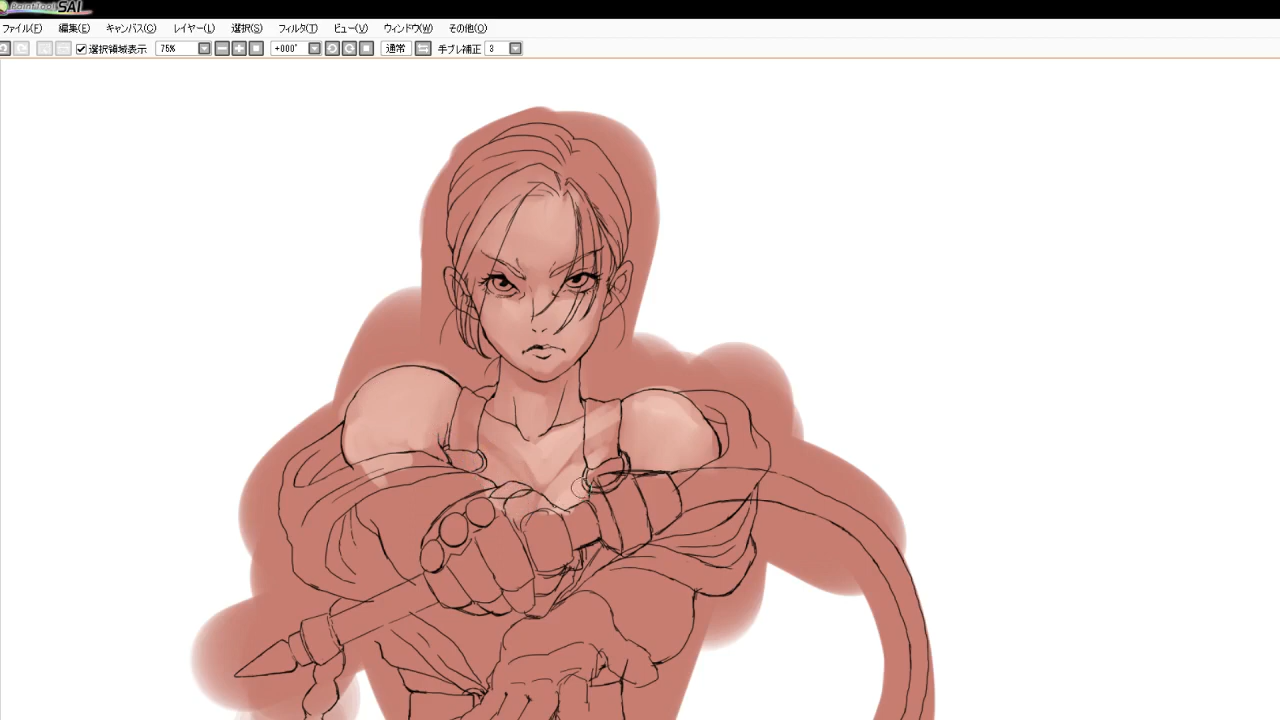 PaintTool SAI
ファイル(F) 編集(E) キャンバス(C) レイヤー(L) 選択(S) フィルタ(T) ビュー(V) ウィンドウ(W) その他(O)
選択領域表示 75% +000° 通常 手ブレ補正 3